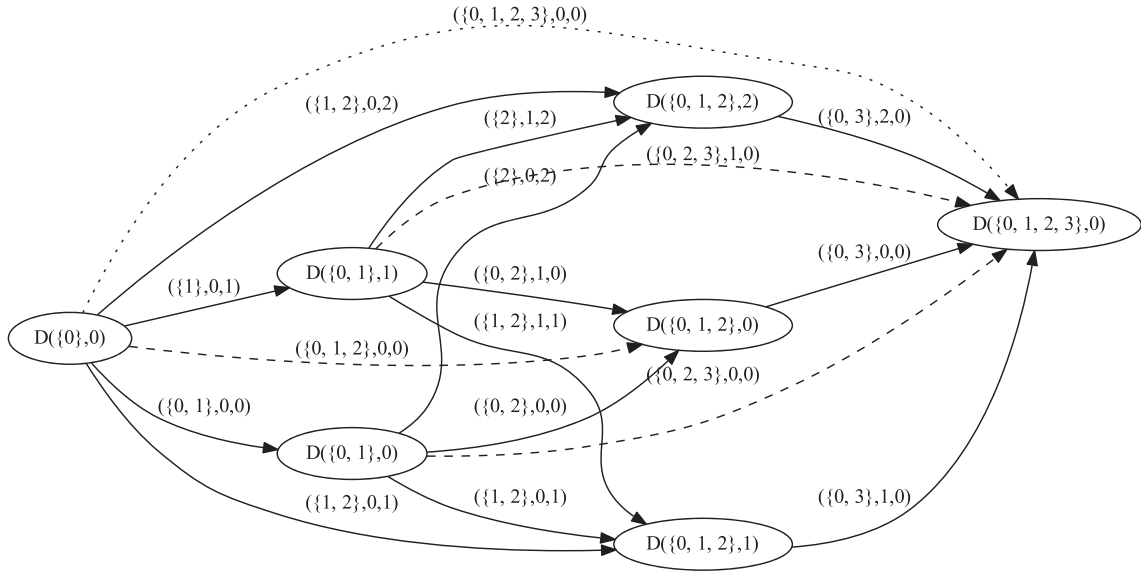 ({0, 1, 2, 3},0,0)
D({0, 1, 2},2)
({1, 2},0,2)
({2},1,2)
({0, 3},2,0)
({0, 2, 3},1,0)
({2},0,2)
D({0, 1, 2, 3},0)
D({0, 1},1)
({0, 2},1,0)
({0, 3},0,0)
({1},0,1)
({1, 2},1,1)
D({0, 1, 2},0)
D({0},0)
({0, 1, 2},0,0)
({0, 2, 3},0,0)
({0, 1},0,0)
({0, 2},0,0)
D({0, 1},0)
({1, 2},0,1)
({1, 2},0,1)
({0, 3},1,0)
D({0, 1, 2},1)